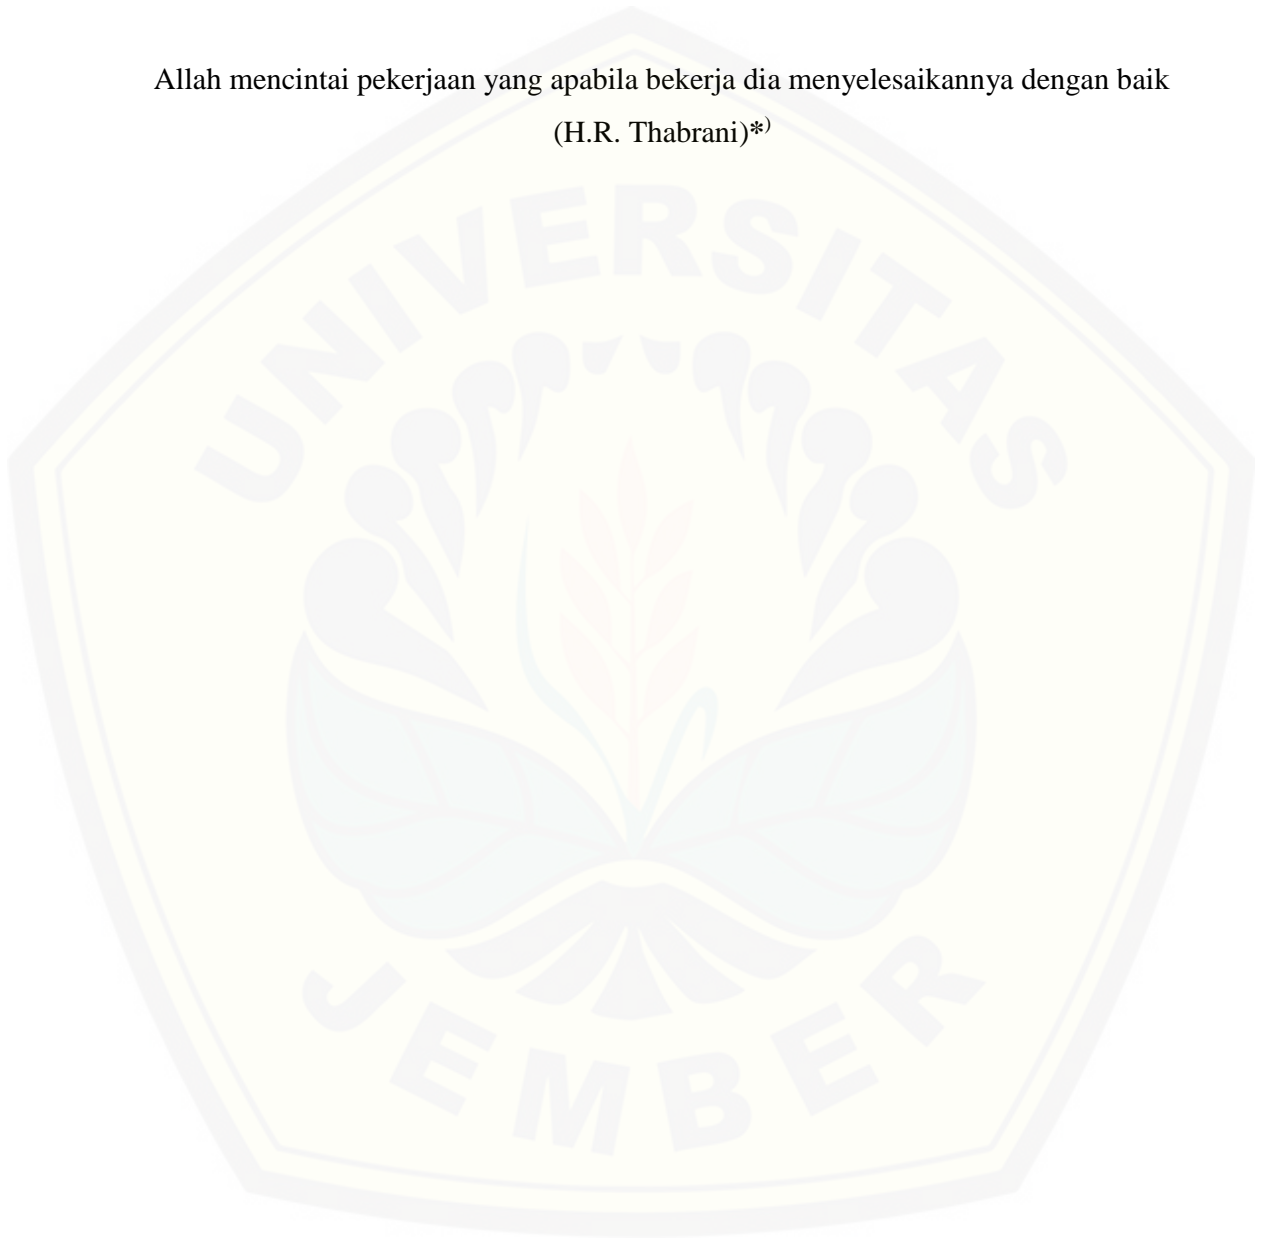 Allah mencintai pekerjaan yang apabila bekerja dia menyelesaikannya dengan baik
(H.R. Thabrani)*)
UNIVERSITAS
JEMBER